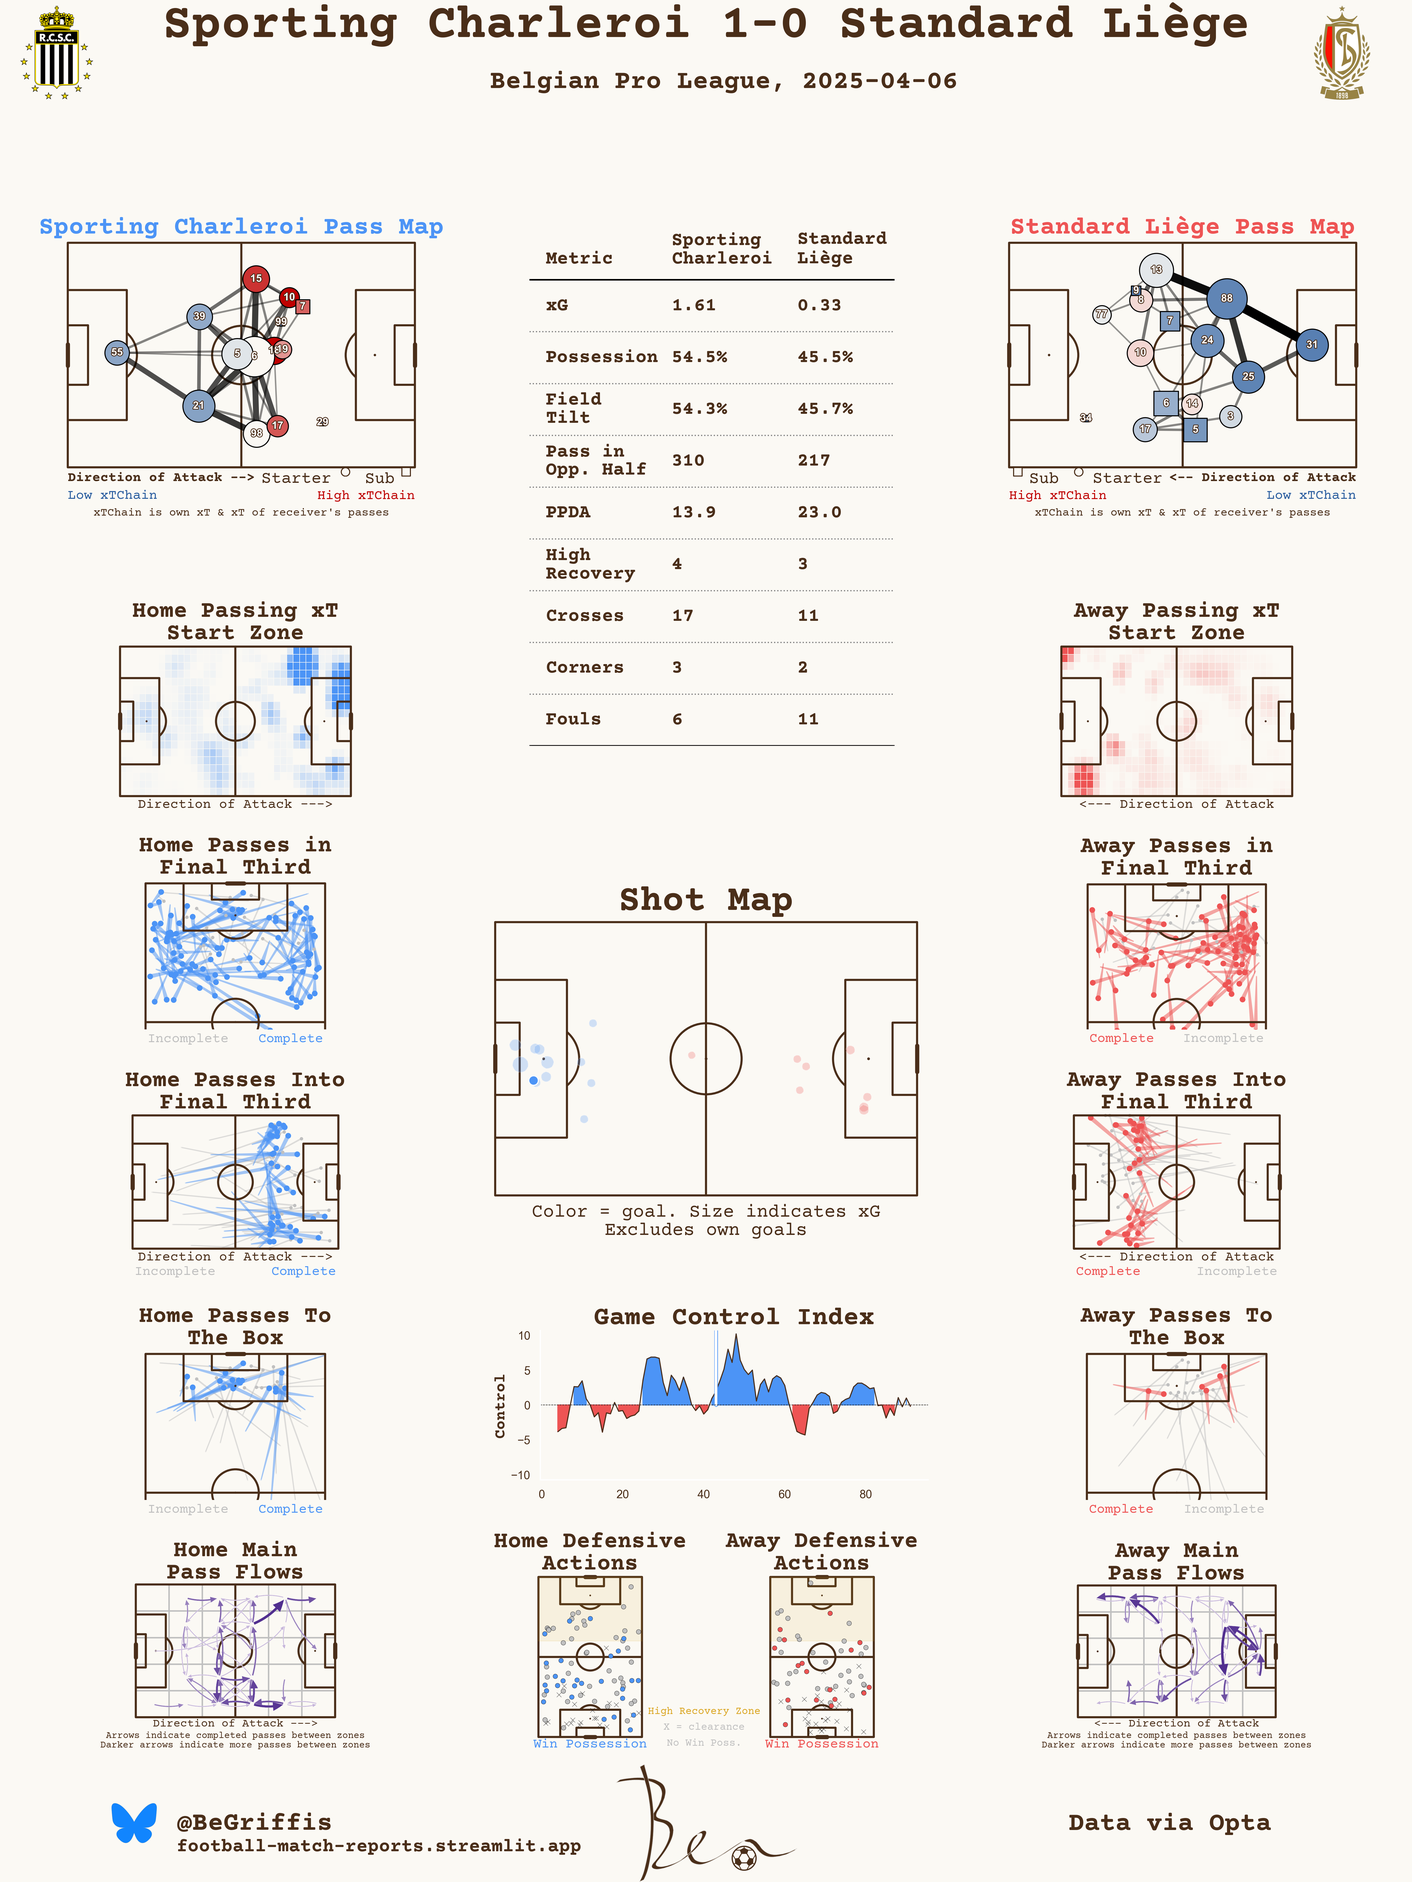 Sporting Charleroi 1-0 Standard Liège
Belgian Pro League, 2025-04-06
R.C.S.C.
1898
Sporting Charleroi Pass Map
15
10
7
39
99
55
5
6
39
21
98
17
29
Direction of Attack --> Starter Sub
Low xTChain High xTChain
xTChain is own xT & xT of receiver's passes
Metric Sporting Charleroi Standard Liège
xG 1.61 0.33
Possession 54.5% 45.5%
Field Tilt 54.3% 45.7%
Pass in Opp. Half 310 217
PPDA 13.9 23.0
High Recovery 4 3
Crosses 17 11
Corners 3 2
Fouls 6 11
Standard Liège Pass Map
13
9
8
88
77
7
24
31
10
25
6
14
3
34
17
5
Sub Starter <-- Direction of Attack
High xTChain Low xTChain
xTChain is own xT & xT of receiver's passes
Home Passing xT
Start Zone
Direction of Attack --->
Away Passing xT
Start Zone
<--- Direction of Attack
Home Passes in
Final Third
Incomplete Complete
Away Passes in
Final Third
Complete Incomplete
Shot Map
Color = goal. Size indicates xG
Excludes own goals
Home Passes Into
Final Third
Direction of Attack --->
Incomplete Complete
Away Passes Into
Final Third
<--- Direction of Attack
Complete Incomplete
Home Passes To
The Box
Incomplete Complete
Game Control Index
Control
10
5
0
−5
−10
0 20 40 60 80
Away Passes To
The Box
Complete Incomplete
Home Main
Pass Flows
Direction of Attack --->
Arrows indicate completed passes between zones
Darker arrows indicate more passes between zones
Home Defensive
Actions
Win Possession
Away Defensive
Actions
Win Possession
High Recovery Zone
X = clearance
No Win Poss.
Away Main
Pass Flows
<--- Direction of Attack
Arrows indicate completed passes between zones
Darker arrows indicate more passes between zones
@BeGriffis
football-match-reports.streamlit.app
Ben
Data via Opta